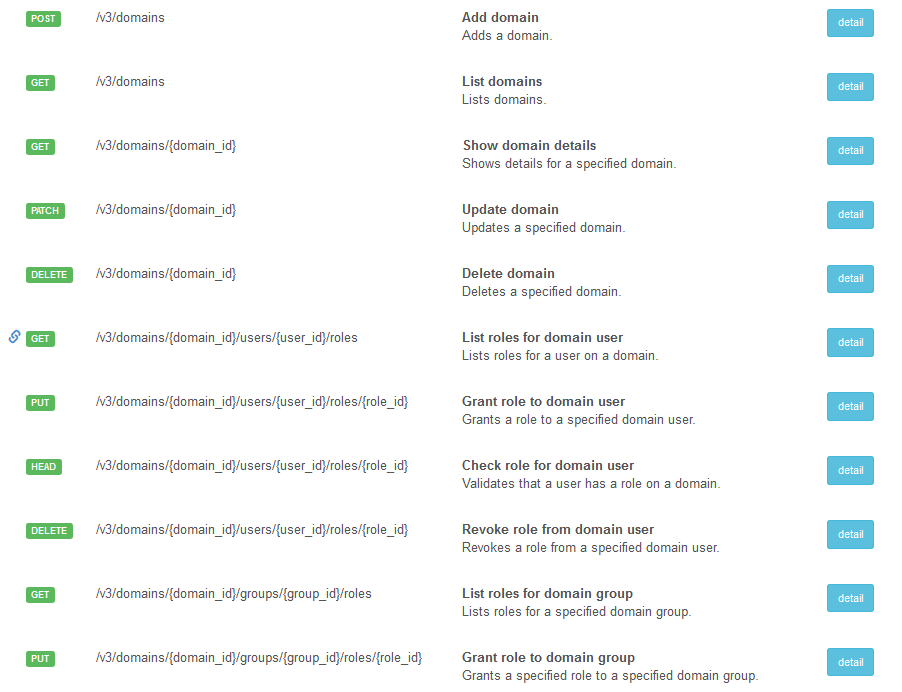 POST /v3/domains Add domain detail
Adds a domain.
GET /v3/domains List domains detail
Lists domains.
GET /v3/domains/{domain_id} Show domain details detail
Shows details for a specified domain.
PATCH /v3/domains/{domain_id} Update domain detail
Updates a specified domain.
DELETE /v3/domains/{domain_id} Delete domain detail
Deletes a specified domain.
GET /v3/domains/{domain_id}/users/{user_id}/roles List roles for domain user detail
Lists roles for a user on a domain.
PUT /v3/domains/{domain_id}/users/{user_id}/roles/{role_id} Grant role to domain user detail
Grants a role to a specified domain user.
HEAD /v3/domains/{domain_id}/users/{user_id}/roles/{role_id} Check role for domain user detail
Validates that a user has a role on a domain.
DELETE /v3/domains/{domain_id}/users/{user_id}/roles/{role_id} Revoke role from domain user detail
Revokes a role from a specified domain user.
GET /v3/domains/{domain_id}/groups/{group_id}/roles List roles for domain group detail
Lists roles for a specified domain group.
PUT /v3/domains/{domain_id}/groups/{group_id}/roles/{role_id} Grant role to domain group detail
Grants a specified role to a specified domain group.